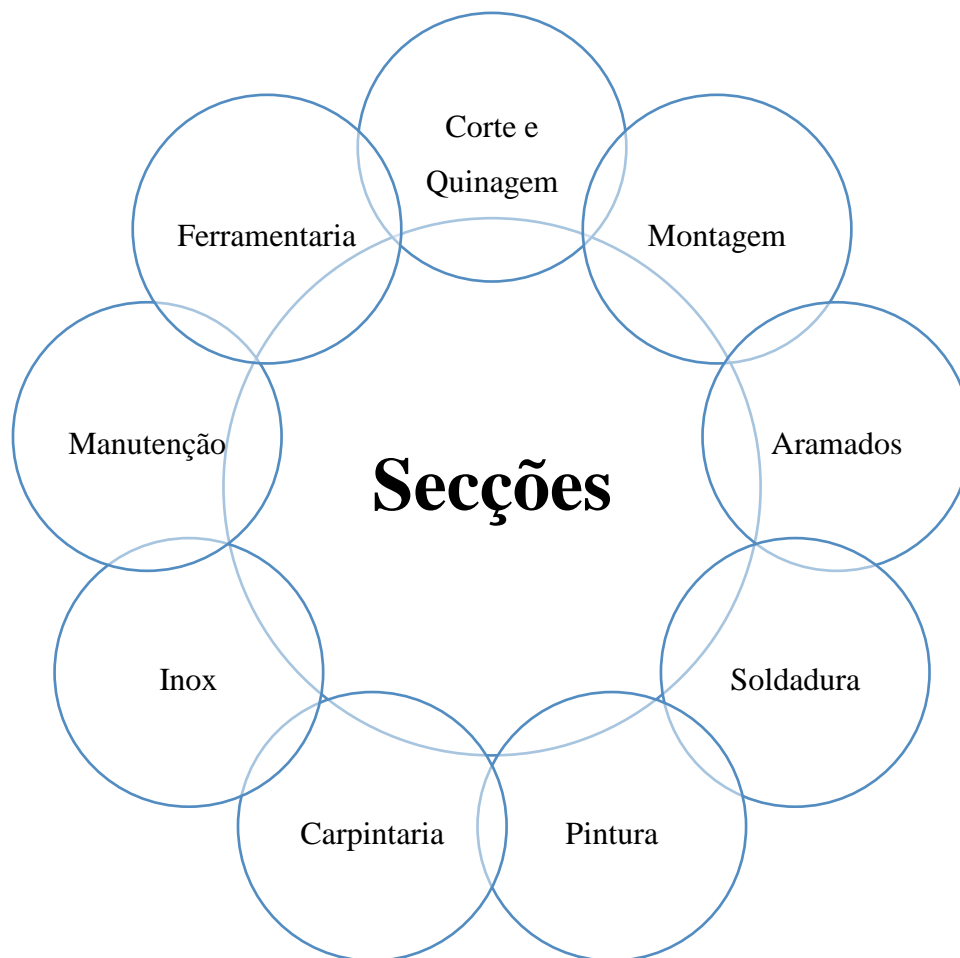 Corte e
Quinagem
Montagem
Aramados
Soldadura
Pintura
Carpintaria
Inox
Manutenção
Ferramentaria
Secções